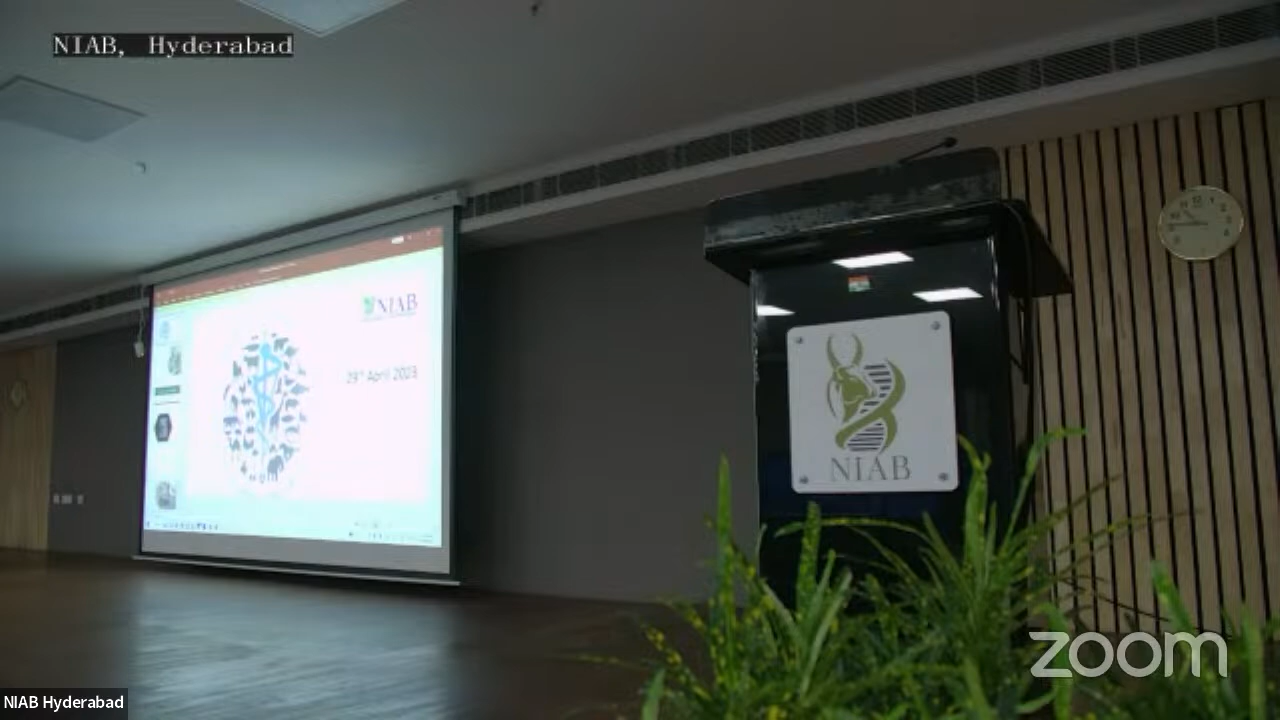 NIAB, Hyderabad
NIAB
29th April 2023
NIAB
zoom
NIAB Hyderabad